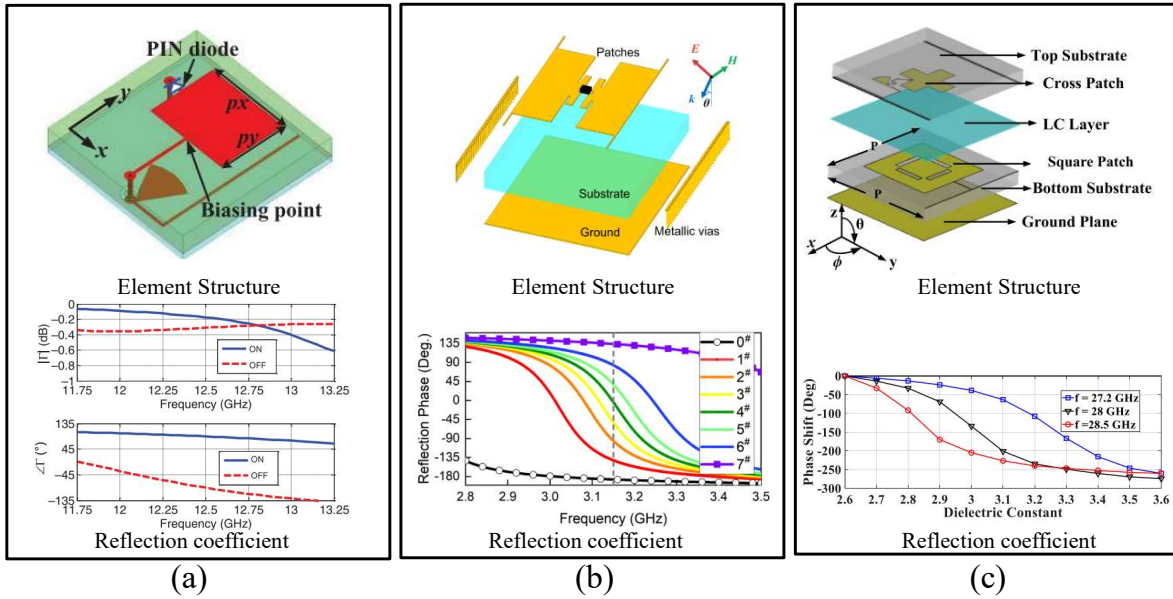 PIN diode
y
x
px
py
Biasing point
Element Structure
0
−0.2
−0.4
−0.6
−0.8
−1
|Γ| (dB)
ON
OFF
11.75 12 12.25 12.5 12.75 13 13.25
Frequency (GHz)
135
45
−45
−135
∠Γ (°)
ON
OFF
11.75 12 12.25 12.5 12.75 13 13.25
Frequency (GHz)
Reflection coefficient
(a)
Patches
E
H
k
θ
Substrate
Ground
Metallic vias
Element Structure
135
90
45
0
-45
-90
-135
-180
Reflection Phase (Deg.)
0#
1#
2#
3#
4#
5#
6#
7#
2.8 2.9 3.0 3.1 3.2 3.3 3.4 3.5
Frequency (GHz)
Reflection coefficient
(b)
Top Substrate
Cross Patch
LC Layer
P
Square Patch
Bottom Substrate
P
Ground Plane
z
θ
x
ϕ
y
Element Structure
0
-50
-100
-150
-200
-250
-300
Phase Shift (Deg)
f = 27.2 GHz
f = 28 GHz
f = 28.5 GHz
2.6 2.7 2.8 2.9 3.0 3.1 3.2 3.3 3.4 3.5 3.6
Dielectric Constant
Reflection coefficient
(c)